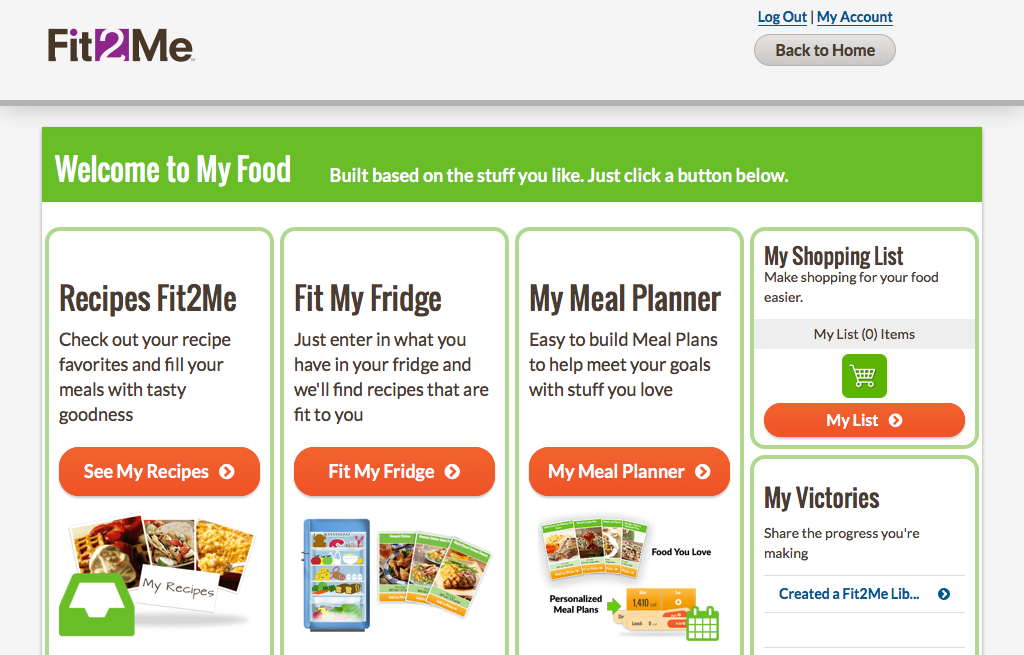 Log Out | My Account
Fit2Me
Back to Home
Welcome to My Food
Built based on the stuff you like. Just click a button below.
Recipes Fit2Me
Check out your recipe
favorites and fill your
meals with tasty
goodness
See My Recipes
My Recipes
Fit My Fridge
Just enter in what you
have in your fridge and
we'll find recipes that are
fit to you
Fit My Fridge
My Meal Planner
Easy to build Meal Plans
to help meet your goals
with stuff you love
My Meal Planner
Food You Love
Personalized
Meal Plans
1,410
Lunch
My Shopping List
Make shopping for your food
easier.
My List (0) Items
My List
My Victories
Share the progress you're
making
Created a Fit2Me Lib...